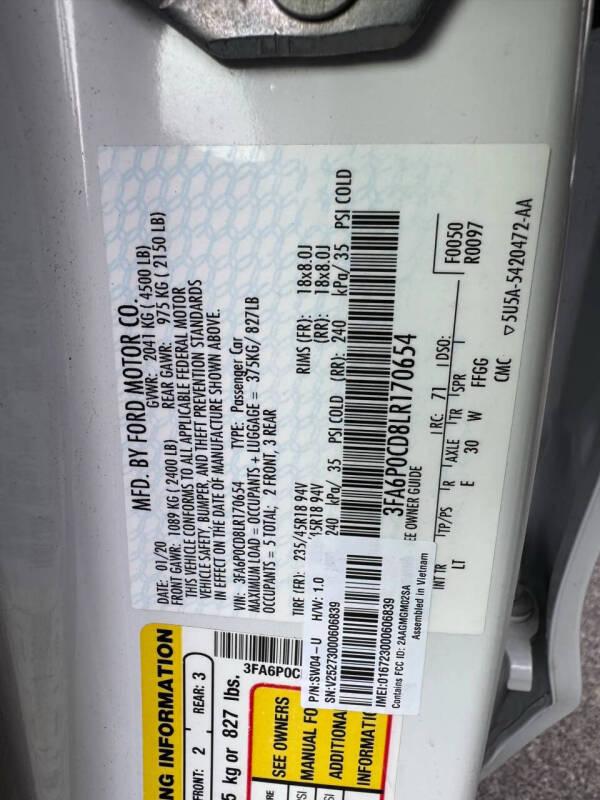 MFD. BY FORD MOTOR CO.
DATE: 01/20 GVWR: 2041 KG ( 4500 LB)
FRONT GAWR: 1089 KG ( 2400 LB) REAR GAWR: 975 KG ( 2150 LB)
THIS VEHICLE CONFORMS TO ALL APPLICABLE FEDERAL MOTOR
VEHICLE SAFETY, BUMPER, AND THEFT PREVENTION STANDARDS
IN EFFECT ON THE DATE OF MANUFACTURE SHOWN ABOVE.
VIN: 3FA6P0CD8LR170654 TYPE: Passenger Car
MAXIMUM LOAD = OCCUPANTS + LUGGAGE = 375KG/ 827LB
OCCUPANTS = 5 TOTAL; 2 FRONT, 3 REAR
TIRE (FR): 235/45R18 94V RIMS (FR): 18x8.0J
45R18 94V (RR): 18x8.0J
240 kPa/ 35 PSI COLD (RR): 240 kPa/ 35 PSI COLD
3FA6P0CD8LR170654
EE OWNER GUIDE
RC: 71 DSO:
F0050
R0097
INT TR TP/PS R AXLE TR SPR
LT E 30 W FFGG
CMC ▽5U5A-5420472-AA
P/N:SW04-U H/W: 1.0
SN:V25273000606839
IMEI:016723000606839
Contains FCC ID: 2AAGMGM02SA
Assembled in Vietnam
3FA6P0C
NG INFORMATION
FRONT: 2 REAR: 3
5 kg or 827 lbs.
SEE OWNERS
MANUAL FO
ADDITIONA
INFORMATI